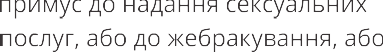 примус до надання сексуальних
послуг, або до жебракування, або